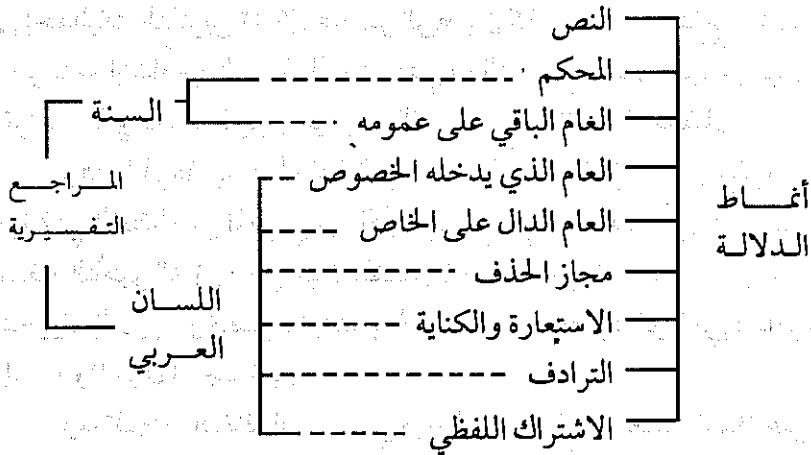 أنماط
الدلالة
النص
المحكم
الغام الباقي على عمومه
العام الذي يدخله الخصوص
العام الدال على الخاص
مجاز الحذف
الاستعارة والكناية
الترادف
الاشتراك اللفظي
السنة
اللسان
العربي
المراجع
التفسيرية